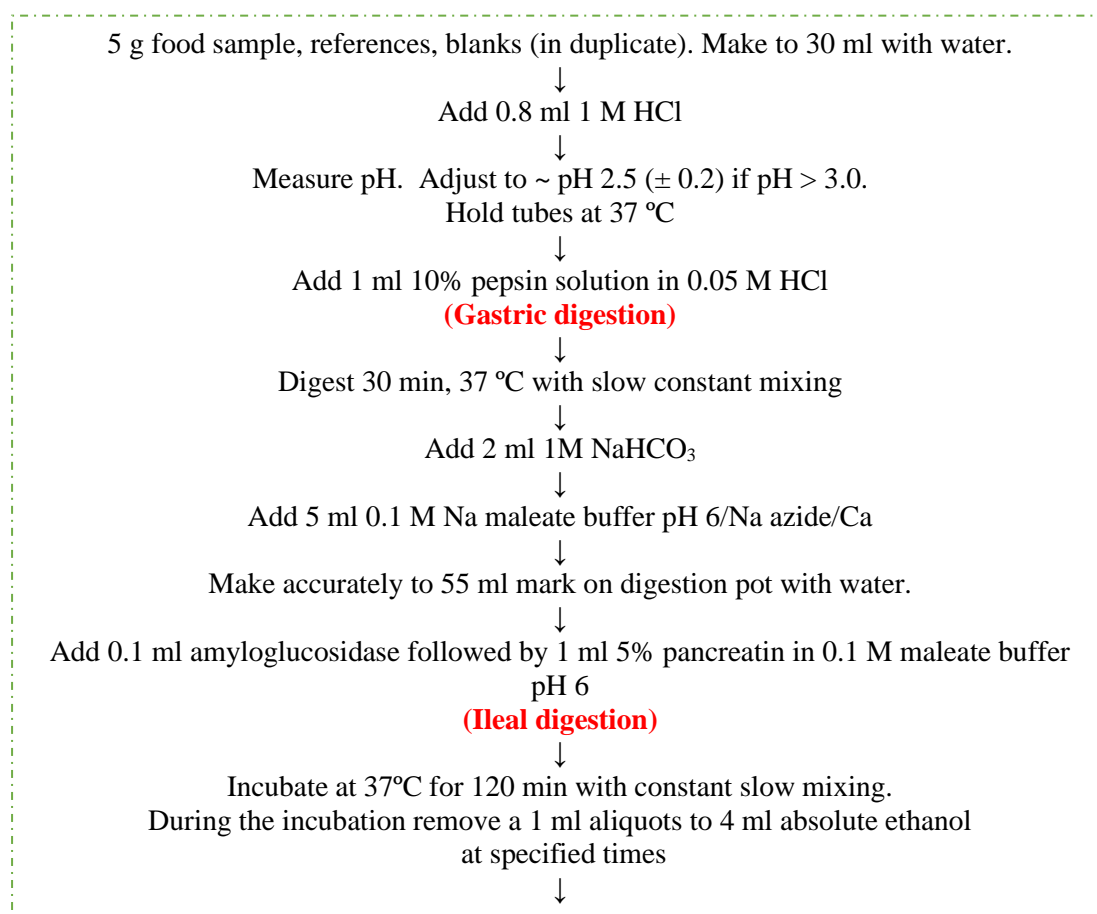 5 g food sample, references, blanks (in duplicate). Make to 30 ml with water.
↓
Add 0.8 ml 1 M HCl
↓
Measure pH.  Adjust to ~ pH 2.5 (± 0.2) if pH > 3.0.
Hold tubes at 37 ºC
↓
Add 1 ml 10% pepsin solution in 0.05 M HCl
(Gastric digestion)
↓
Digest 30 min, 37 ºC with slow constant mixing
↓
Add 2 ml 1M NaHCO₃
↓
Add 5 ml 0.1 M Na maleate buffer pH 6/Na azide/Ca
↓
Make accurately to 55 ml mark on digestion pot with water.
↓
Add 0.1 ml amyloglucosidase followed by 1 ml 5% pancreatin in 0.1 M maleate buffer
pH 6
(Ileal digestion)
↓
Incubate at 37ºC for 120 min with constant slow mixing.
During the incubation remove a 1 ml aliquots to 4 ml absolute ethanol
at specified times
↓